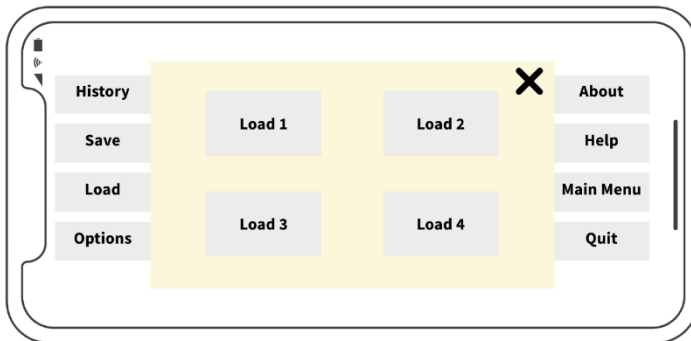 History
Save
Load
Options
Load 1
Load 2
Load 3
Load 4
About
Help
Main Menu
Quit